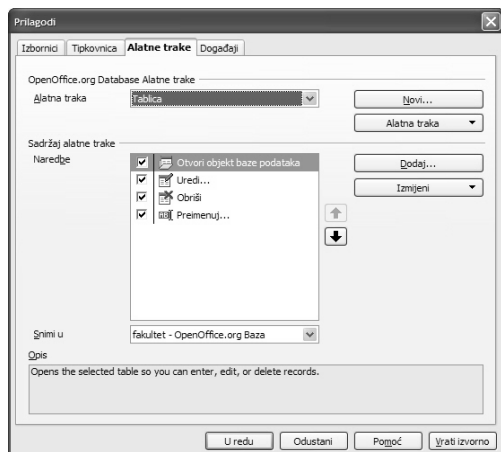 Prilagodi
Izbornici Tipkovnica Alatne trake Događaji
OpenOffice.org Database Alatne trake
Alatna traka Tablica Novi...
Alatna traka
Sadržaj alatne trake
Naredbe Otvori objekt baze podataka Dodaj...
Uredi... Izmijeni
Obriši
Preimenuj...
Snimi u fakultet - OpenOffice.org Baza
Opis
Opens the selected table so you can enter, edit, or delete records.
U redu Odustani Pomoć Vrati izvorno